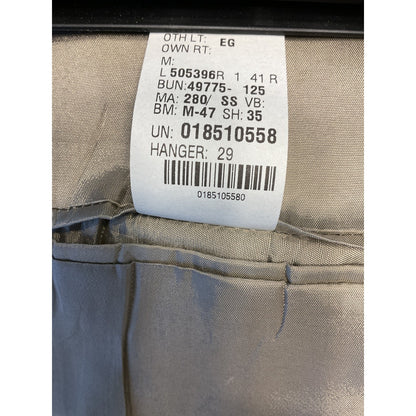 OTH LT: EG
OWN RT:
M:
L 505396R 1 41 R
BUN:49775- 125
MA: 280/ SS VB:
BM: M-47 SH: 35
UN: 018510558
HANGER: 29
0185105580